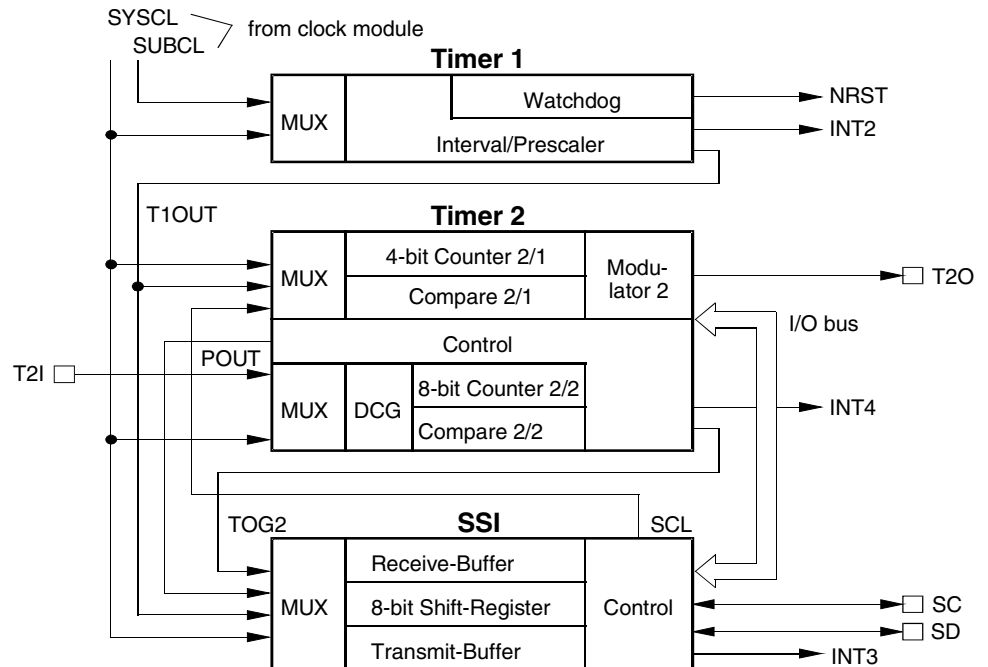 SYSCL
from clock module
SUBCL
Timer 1
Watchdog
NRST
MUX
INT2
Interval/Prescaler
T1OUT
Timer 2
4-bit Counter 2/1
MUX
Modu-
lator 2
T2O
Compare 2/1
I/O bus
Control
POUT
T2I
8-bit Counter 2/2
MUX
DCG
INT4
Compare 2/2
TOG2
SSI
SCL
Receive-Buffer
MUX
8-bit Shift-Register
Control
SC
SD
Transmit-Buffer
INT3